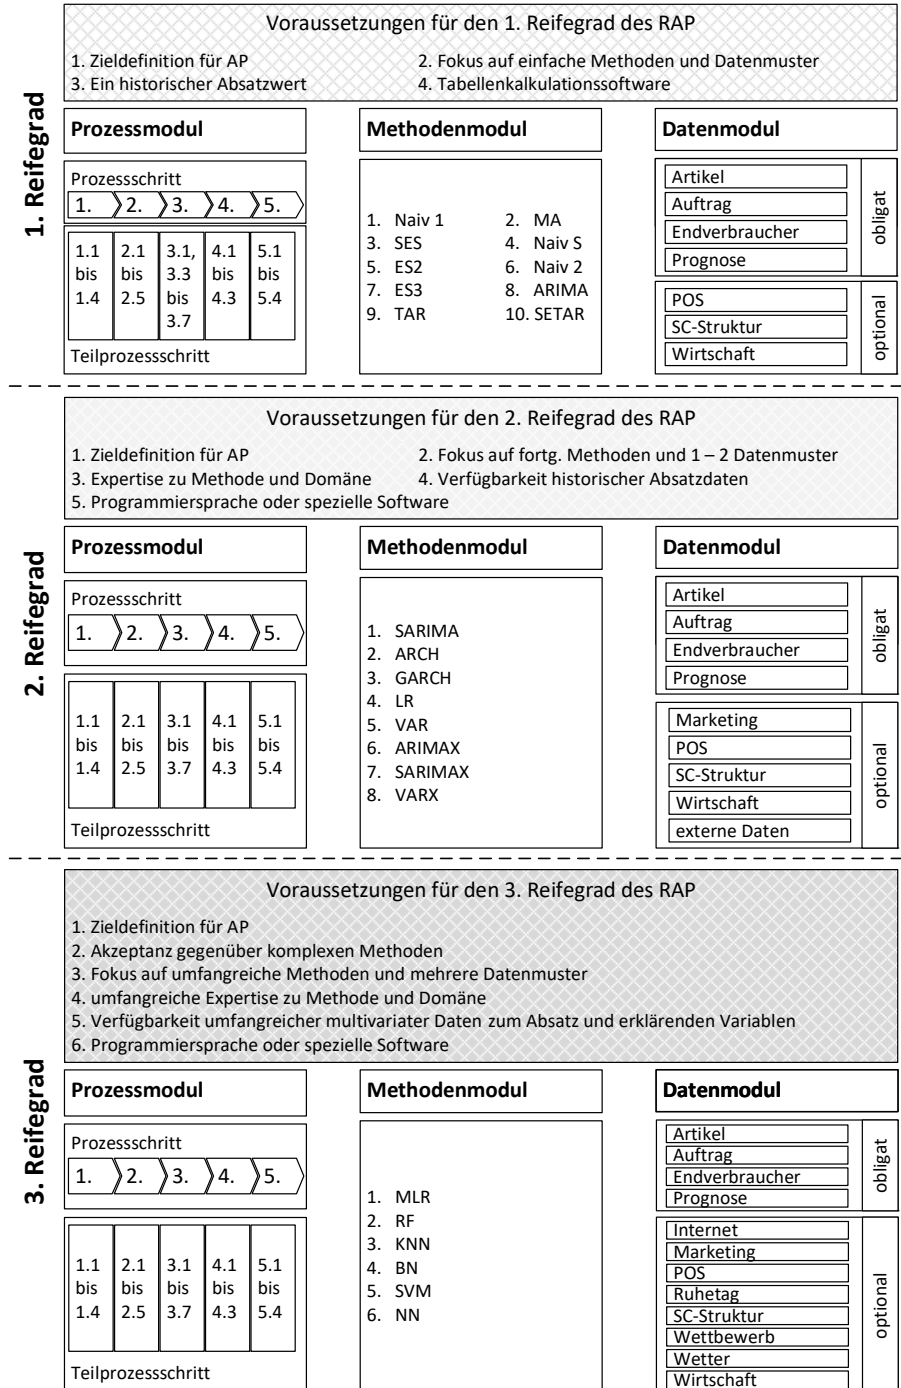 1. Reifegrad
Voraussetzungen für den 1. Reifegrad des RAP
1. Zieldefinition für AP
2. Fokus auf einfache Methoden und Datenmuster
3. Ein historischer Absatzwert
4. Tabellenkalkulationssoftware
Prozessmodul
Prozessschritt
1. 2. 3. 4. 5.
1.1 bis 1.4
2.1 bis 2.5
3.1, 3.3 bis 3.7
4.1 bis 4.3
5.1 bis 5.4
Teilprozessschritt
Methodenmodul
1. Naiv 1
2. MA
3. SES
4. Naiv S
5. ES2
6. Naiv 2
7. ES3
8. ARIMA
9. TAR
10. SETAR
Datenmodul
Artikel
Auftrag
Endverbraucher
Prognose
obligat
POS
SC-Struktur
Wirtschaft
optional
2. Reifegrad
Voraussetzungen für den 2. Reifegrad des RAP
1. Zieldefinition für AP
2. Fokus auf fortg. Methoden und 1 – 2 Datenmuster
3. Expertise zu Methode und Domäne
4. Verfügbarkeit historischer Absatzdaten
5. Programmiersprache oder spezielle Software
Prozessmodul
Prozessschritt
1. 2. 3. 4. 5.
1.1 bis 1.4
2.1 bis 2.5
3.1 bis 3.7
4.1 bis 4.3
5.1 bis 5.4
Teilprozessschritt
Methodenmodul
1. SARIMA
2. ARCH
3. GARCH
4. LR
5. VAR
6. ARIMAX
7. SARIMAX
8. VARX
Datenmodul
Artikel
Auftrag
Endverbraucher
Prognose
obligat
Marketing
POS
SC-Struktur
Wirtschaft
externe Daten
optional
3. Reifegrad
Voraussetzungen für den 3. Reifegrad des RAP
1. Zieldefinition für AP
2. Akzeptanz gegenüber komplexen Methoden
3. Fokus auf umfangreiche Methoden und mehrere Datenmuster
4. umfangreiche Expertise zu Methode und Domäne
5. Verfügbarkeit umfangreicher multivariater Daten zum Absatz und erklärenden Variablen
6. Programmiersprache oder spezielle Software
Prozessmodul
Prozessschritt
1. 2. 3. 4. 5.
1.1 bis 1.4
2.1 bis 2.5
3.1 bis 3.7
4.1 bis 4.3
5.1 bis 5.4
Teilprozessschritt
Methodenmodul
1. MLR
2. RF
3. KNN
4. BN
5. SVM
6. NN
Datenmodul
Artikel
Auftrag
Endverbraucher
Prognose
obligat
Internet
Marketing
POS
Ruhetag
SC-Struktur
Wettbewerb
Wetter
Wirtschaft
optional